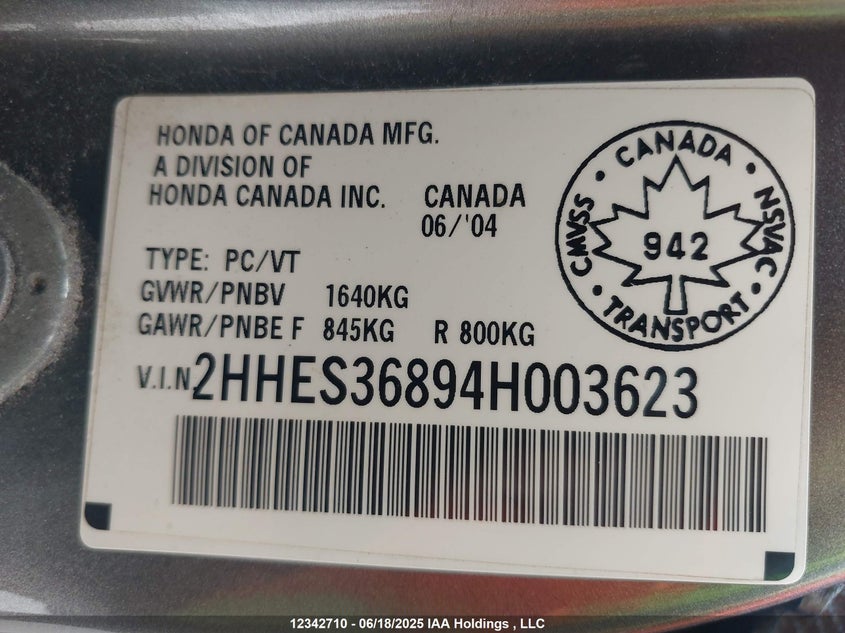 HONDA OF CANADA MFG.
A DIVISION OF
HONDA CANADA INC. CANADA
06/'04
TYPE: PC/VT
GVWR/PNBV 1640KG
GAWR/PNBE F 845KG R 800KG
V.I.N. 2HHES36894H003623
CANADA
CMVSS • NSVAC
942
TRANSPORT
12342710 - 06/18/2025 IAA Holdings , LLC